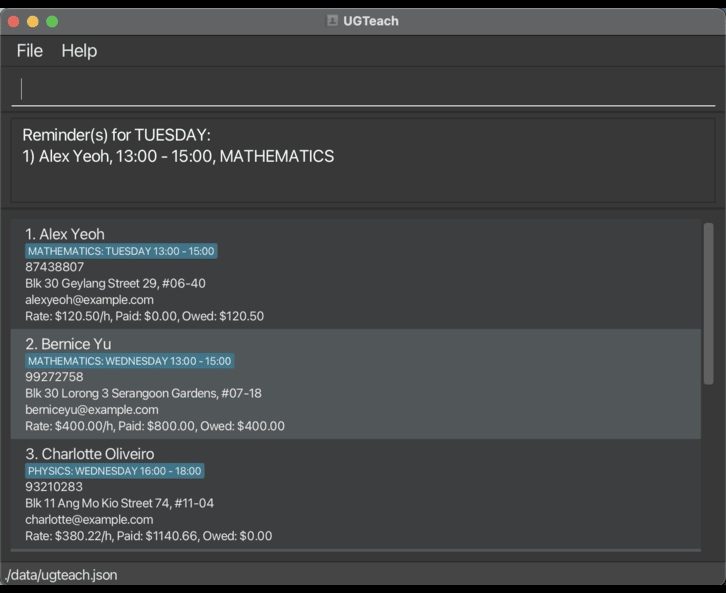 UGTeach
File Help
Reminder(s) for TUESDAY:
1) Alex Yeoh, 13:00 - 15:00, MATHEMATICS
1. Alex Yeoh
MATHEMATICS: TUESDAY 13:00 - 15:00
87438807
Blk 30 Geylang Street 29, #06-40
alexyeoh@example.com
Rate: $120.50/h, Paid: $0.00, Owed: $120.50
2. Bernice Yu
MATHEMATICS: WEDNESDAY 13:00 - 15:00
99272758
Blk 30 Lorong 3 Serangoon Gardens, #07-18
berniceyu@example.com
Rate: $400.00/h, Paid: $800.00, Owed: $400.00
3. Charlotte Oliveiro
PHYSICS: WEDNESDAY 16:00 - 18:00
93210283
Blk 11 Ang Mo Kio Street 74, #11-04
charlotte@example.com
Rate: $380.22/h, Paid: $1140.66, Owed: $0.00
./data/ugteach.json